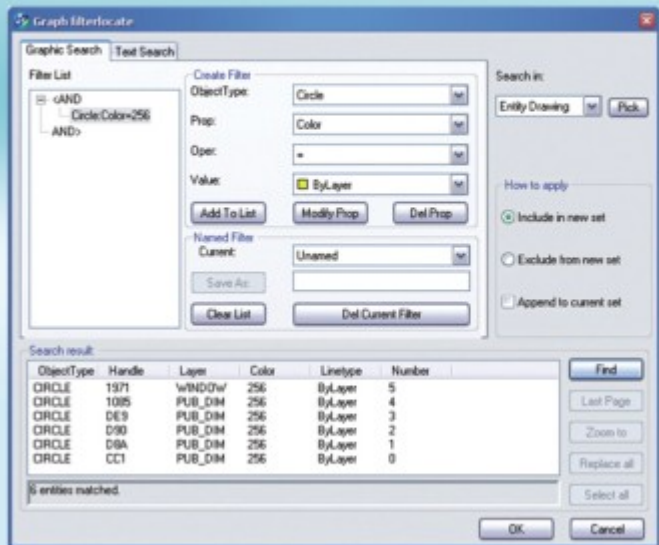 Graph filterlocate
Graphic Search Text Search
Filter List
<AND
Circle:Color=256
AND>
Create Filter
ObjectType: Circle
Prop: Color
Oper: =
Value: ByLayer
Add To List Modify Prop Del Prop
Named Filter
Current: Unnamed
Save As:
Clear List Del Current Filter
Search in:
Entity Drawing Pick
How to apply
Include in new set
Exclude from new set
Append to current set
Search result:
ObjectType Handle Layer Color Linetype Number
CIRCLE 1971 WINDOW 256 ByLayer 5
CIRCLE 1085 PUB_DIM 256 ByLayer 4
CIRCLE DE9 PUB_DIM 256 ByLayer 3
CIRCLE D90 PUB_DIM 256 ByLayer 2
CIRCLE D8A PUB_DIM 256 ByLayer 1
CIRCLE CC1 PUB_DIM 256 ByLayer 0
6 entities matched.
Find
Last Page
Zoom to
Replace all
Select all
OK Cancel